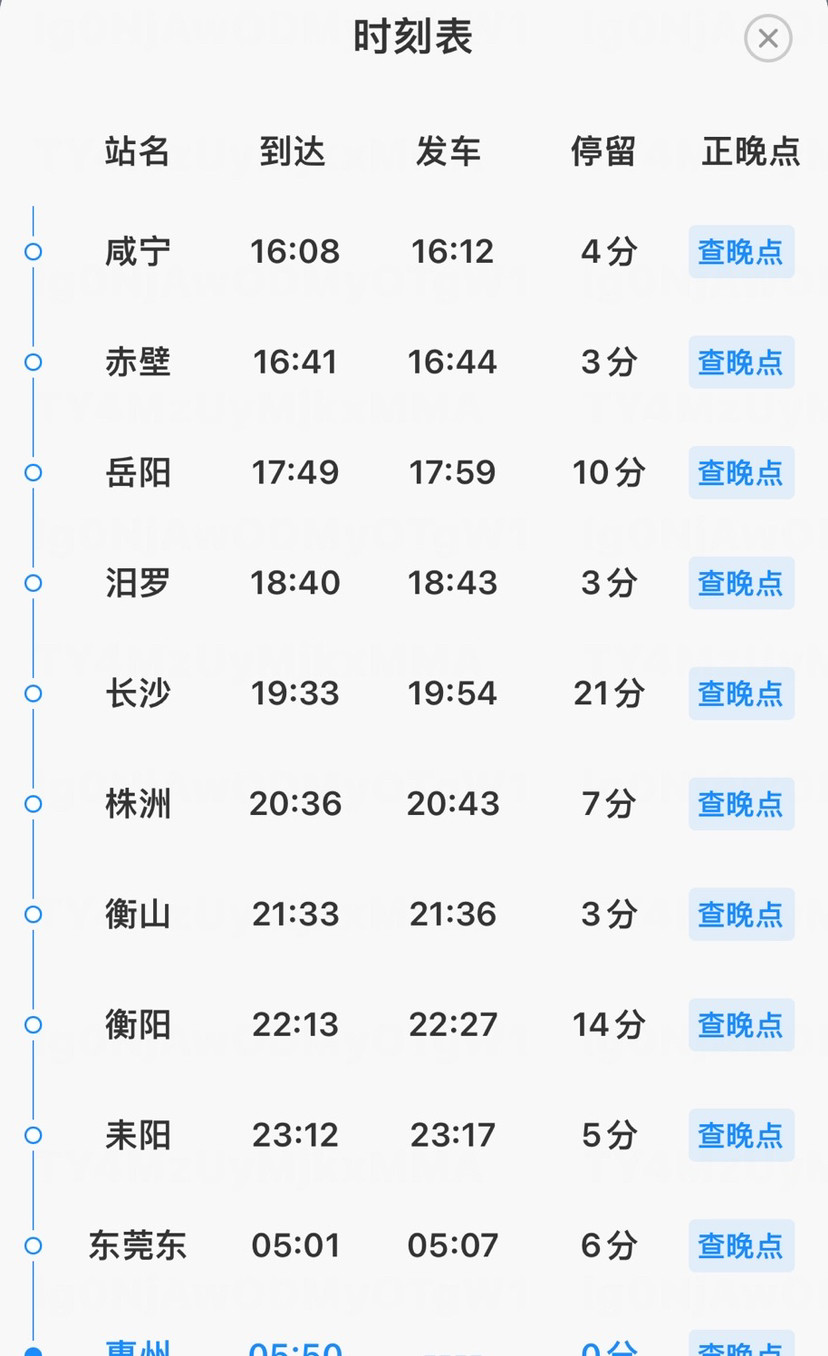 时刻表
站名 到达 发车 停留 正晚点
咸宁 16:08 16:12 4分 查晚点
赤壁 16:41 16:44 3分 查晚点
岳阳 17:49 17:59 10分 查晚点
汨罗 18:40 18:43 3分 查晚点
长沙 19:33 19:54 21分 查晚点
株洲 20:36 20:43 7分 查晚点
衡山 21:33 21:36 3分 查晚点
衡阳 22:13 22:27 14分 查晚点
耒阳 23:12 23:17 5分 查晚点
东莞东 05:01 05:07 6分 查晚点
惠州 05:50 ---- 0分 查晚点